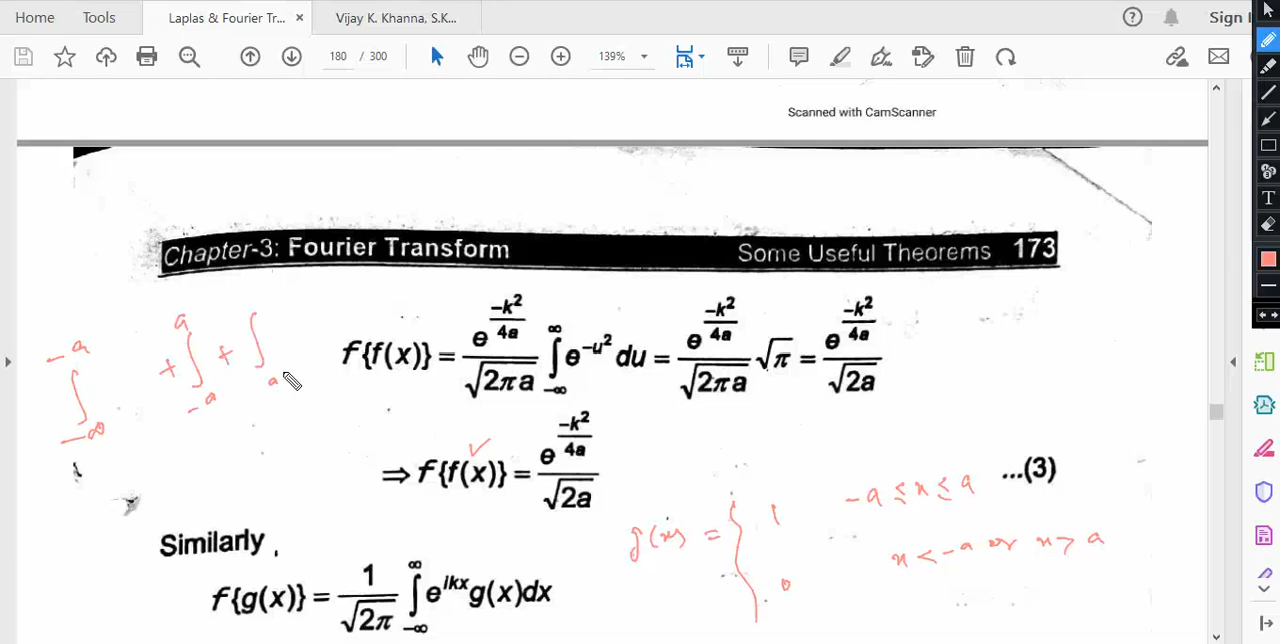 Home Tools Laplas & Fourier Tr... × Vijay K. Khanna, S.K... Sign I
180 / 300 139%
Scanned with CamScanner
Chapter-3: Fourier Transform Some Useful Theorems 173
f{f(x)} = e^{-k²/4a}/√2πa ∫_{-∞}^{∞} e^{-u²} du = e^{-k²/4a}/√2πa √π = e^{-k²/4a}/√2a
∫_{-∞}^{-a} + ∫_{-a}^{a} + ∫_{a}
⇒ f{f(x)} = e^{-k²/4a}/√2a ...(3)
g(x) = { 1 -a ≤ x ≤ a
0 x < -a or x > a
Similarly,
f{g(x)} = 1/√2π ∫_{-∞}^{∞} e^{ikx} g(x)dx